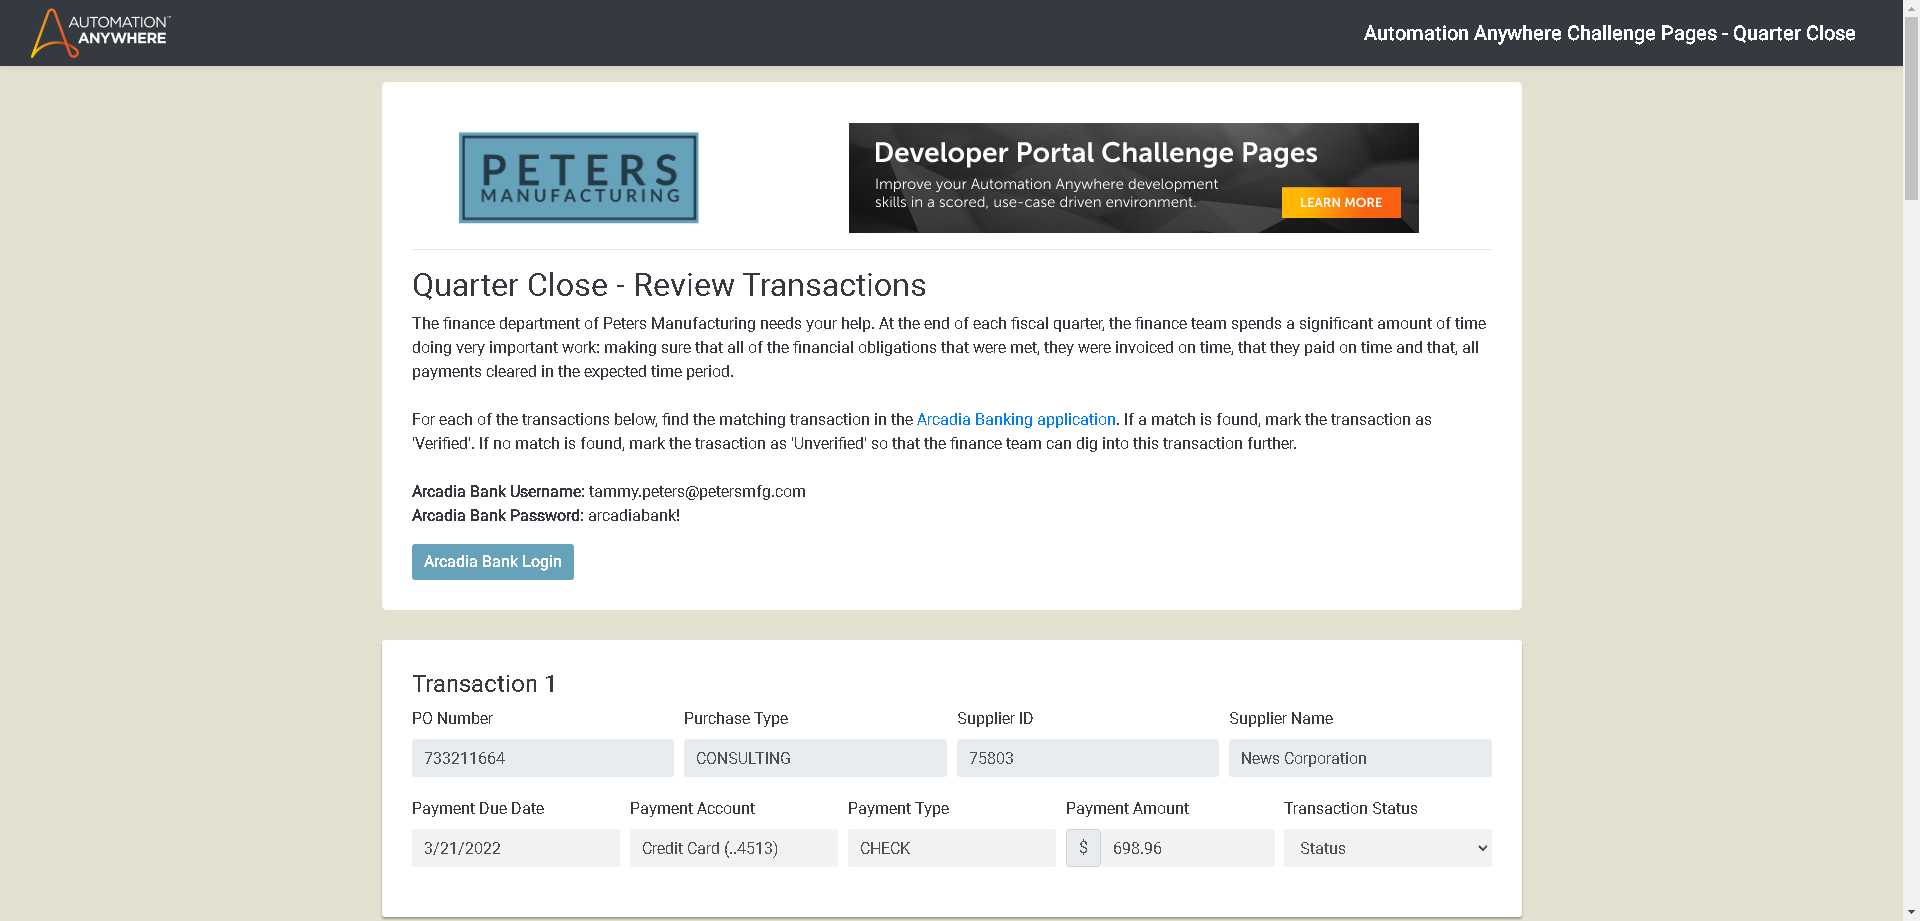 AUTOMATION
ANYWHERE
Automation Anywhere Challenge Pages - Quarter Close
PETERS
MANUFACTURING
Developer Portal Challenge Pages
Improve your Automation Anywhere development
skills in a scored, use-case driven environment.
LEARN MORE
Quarter Close - Review Transactions
The finance department of Peters Manufacturing needs your help. At the end of each fiscal quarter, the finance team spends a significant amount of time
doing very important work: making sure that all of the financial obligations that were met, they were invoiced on time, that they paid on time and that, all
payments cleared in the expected time period.
For each of the transactions below, find the matching transaction in the Arcadia Banking application. If a match is found, mark the transaction as
'Verified'. If no match is found, mark the trasaction as 'Unverified' so that the finance team can dig into this transaction further.
Arcadia Bank Username: tammy.peters@petersmfg.com
Arcadia Bank Password: arcadiabank!
Arcadia Bank Login
Transaction 1
PO Number Purchase Type Supplier ID Supplier Name
733211664 CONSULTING 75803 News Corporation
Payment Due Date Payment Account Payment Type Payment Amount Transaction Status
3/21/2022 Credit Card (..4513) CHECK $ 698.96 Status